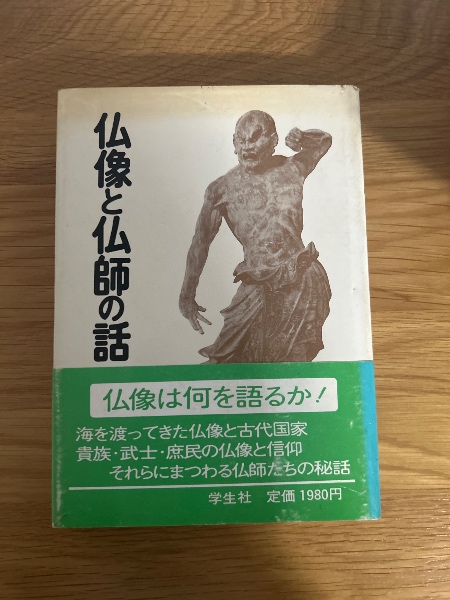 仏像と仏師の話
仏像は何を語るか!
海を渡ってきた仏像と古代国家
貴族・武士・庶民の仏像と信仰
それらにまつわる仏師たちの秘話
学生社 定価1980円